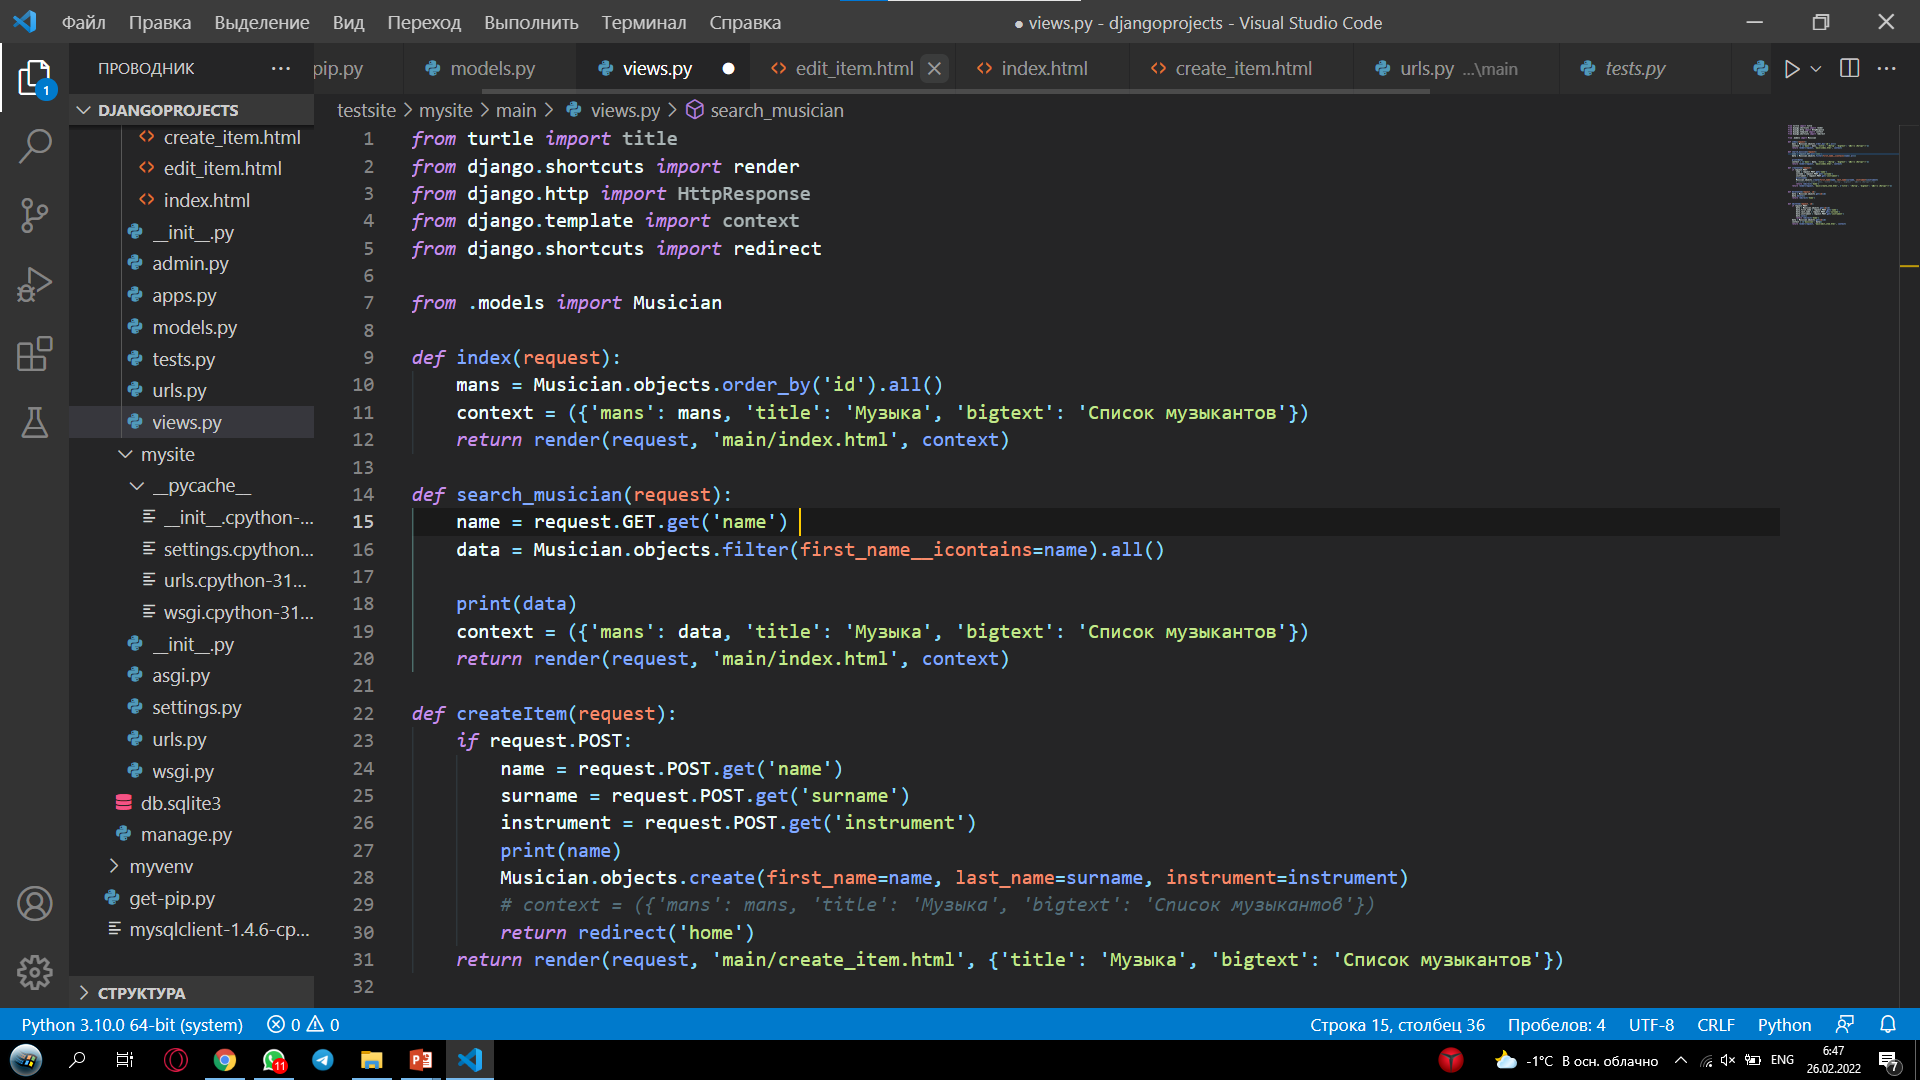 Файл Правка Выделение Вид Переход Выполнить Терминал Справка ● views.py - djangoprojects - Visual Studio Code
ПРОВОДНИК ··· pip.py models.py views.py edit_item.html index.html create_item.html urls.py ...\main tests.py
DJANGOPROJECTS
testsite > mysite > main > views.py > search_musician
1
create_item.html
edit_item.html
index.html
__init__.py
admin.py
apps.py
models.py
tests.py
urls.py
views.py
mysite
__pycache__
__init__.cpython-...
settings.cpython...
urls.cpython-31...
wsgi.cpython-31...
__init__.py
asgi.py
settings.py
urls.py
wsgi.py
db.sqlite3
manage.py
myvenv
get-pip.py
mysqlclient-1.4.6-cp...
СТРУКТУРА
1 from turtle import title
2 from django.shortcuts import render
3 from django.http import HttpResponse
4 from django.template import context
5 from django.shortcuts import redirect
6
7 from .models import Musician
8
9 def index(request):
10 mans = Musician.objects.order_by('id').all()
11 context = ({'mans': mans, 'title': 'Музыка', 'bigtext': 'Список музыкантов'})
12 return render(request, 'main/index.html', context)
13
14 def search_musician(request):
15 name = request.GET.get('name')
16 data = Musician.objects.filter(first_name__icontains=name).all()
17
18 print(data)
19 context = ({'mans': data, 'title': 'Музыка', 'bigtext': 'Список музыкантов'})
20 return render(request, 'main/index.html', context)
21
22 def createItem(request):
23 if request.POST:
24 name = request.POST.get('name')
25 surname = request.POST.get('surname')
26 instrument = request.POST.get('instrument')
27 print(name)
28 Musician.objects.create(first_name=name, last_name=surname, instrument=instrument)
29 # context = ({'mans': mans, 'title': 'Музыка', 'bigtext': 'Список музыкантов'})
30 return redirect('home')
31 return render(request, 'main/create_item.html', {'title': 'Музыка', 'bigtext': 'Список музыкантов'})
32
Python 3.10.0 64-bit (system) 0 0 Строка 15, столбец 36 Пробелов: 4 UTF-8 CRLF Python
11 -1°C В осн. облачно ENG 6:47
26.02.2022 7